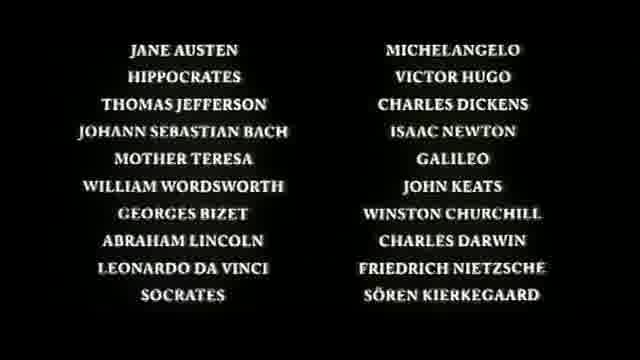 JANE AUSTEN
HIPPOCRATES
THOMAS JEFFERSON
JOHANN SEBASTIAN BACH
MOTHER TERESA
WILLIAM WORDSWORTH
GEORGES BIZET
ABRAHAM LINCOLN
LEONARDO DA VINCI
SOCRATES
MICHELANGELO
VICTOR HUGO
CHARLES DICKENS
ISAAC NEWTON
GALILEO
JOHN KEATS
WINSTON CHURCHILL
CHARLES DARWIN
FRIEDRICH NIETZSCHE
SÖREN KIERKEGAARD